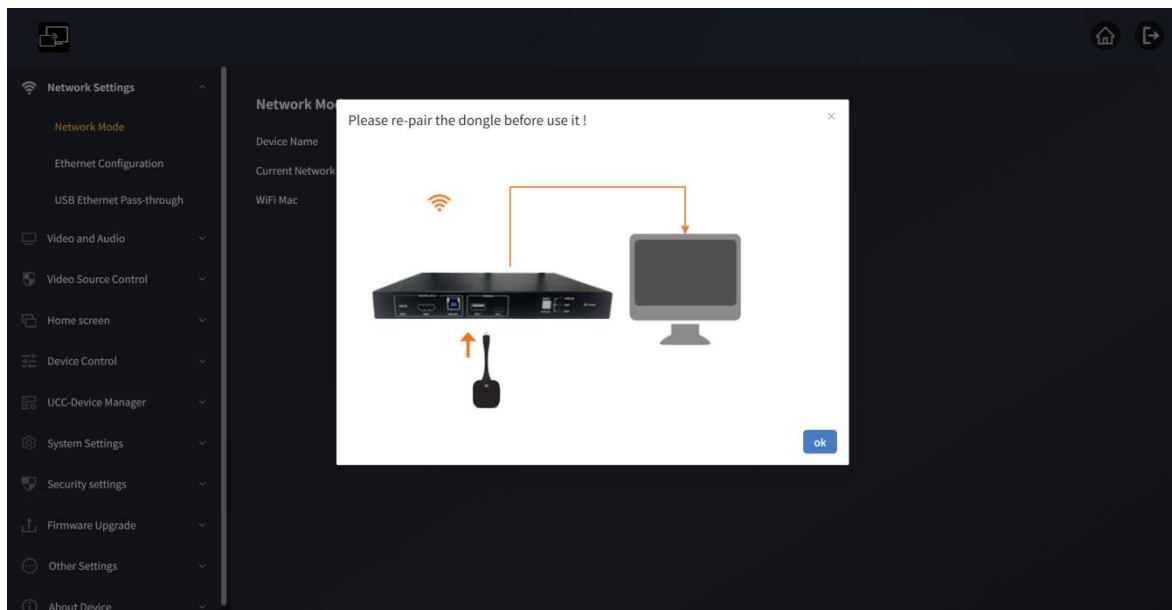 Network Settings
Network Mode
Ethernet Configuration
USB Ethernet Pass-through
Video and Audio
Video Source Control
Home screen
Device Control
UCC-Device Manager
System Settings
Security settings
Firmware Upgrade
Other Settings
About Device
Network Mo
Device Name
Current Network
WiFi Mac
Please re-pair the dongle before use it !
ok